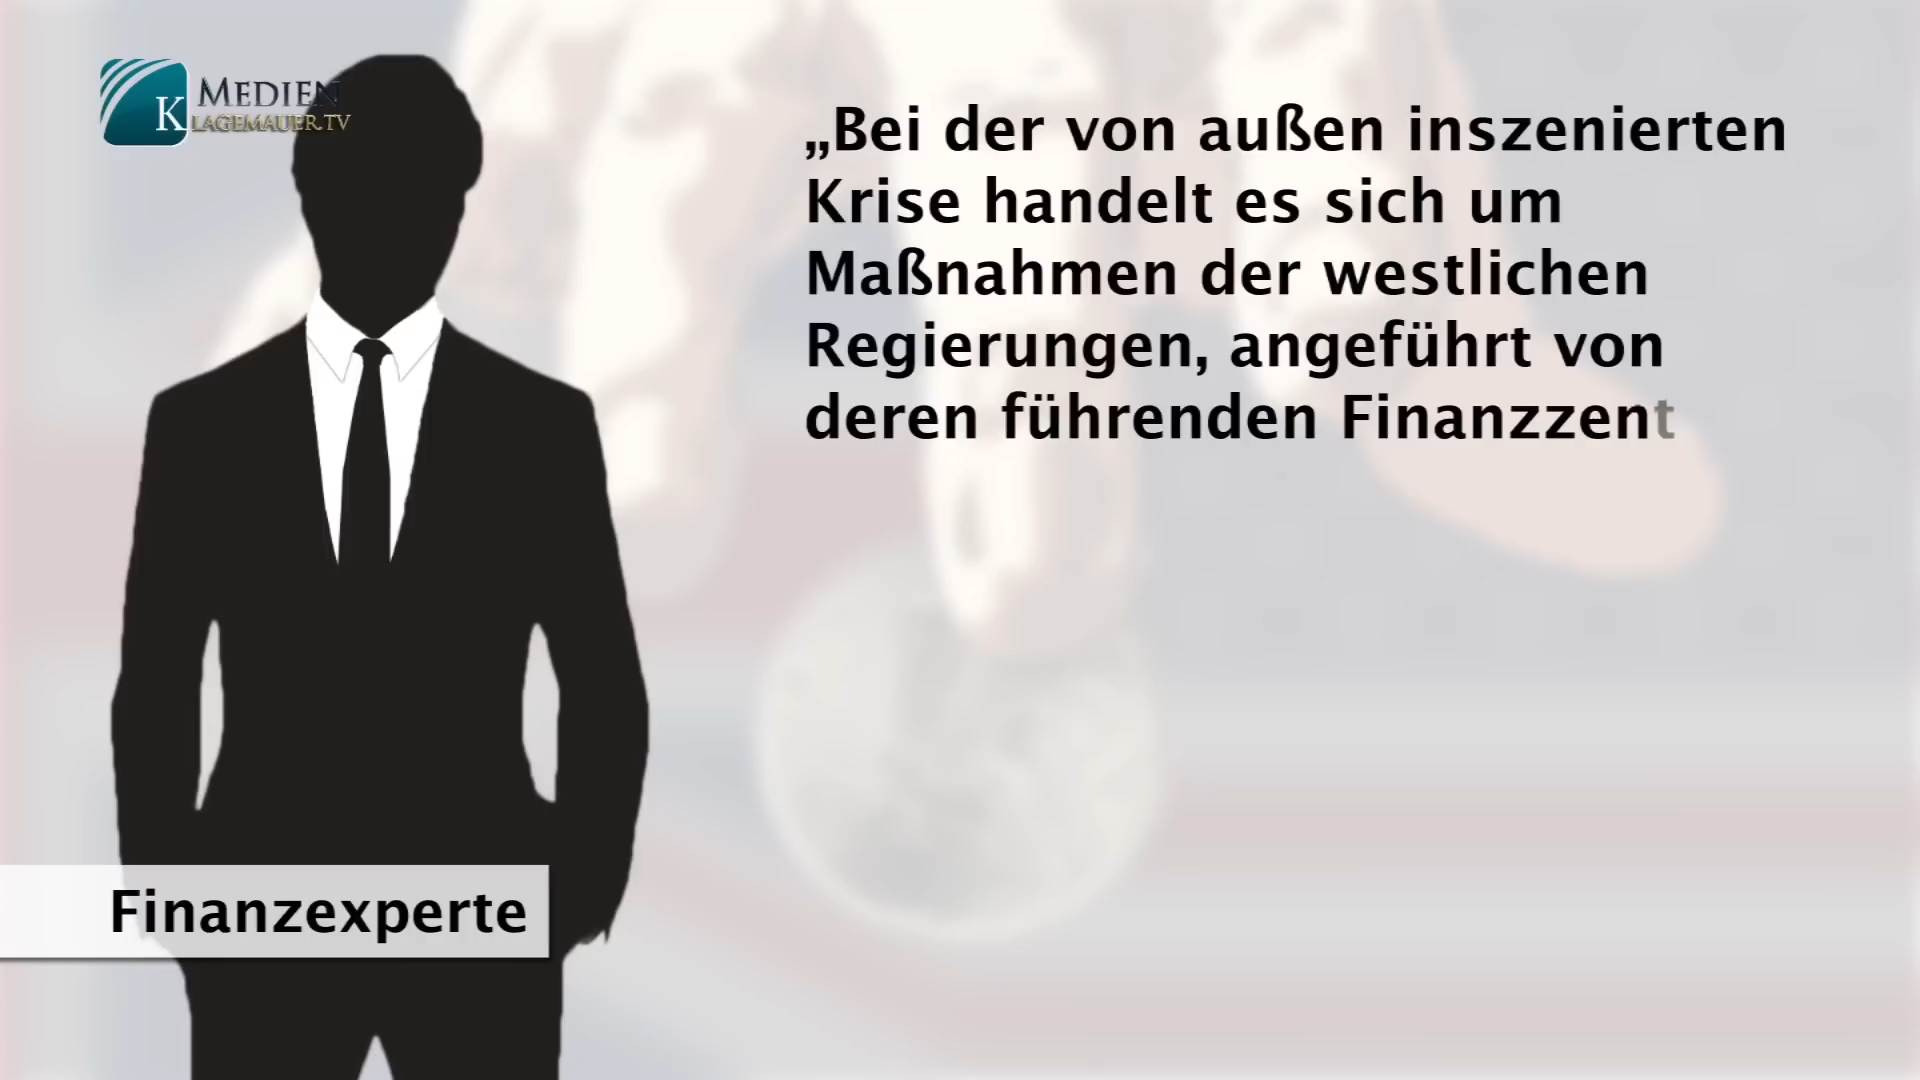 MEDIEN
KLAGEMAUER.TV
„Bei der von außen inszenierten
Krise handelt es sich um
Maßnahmen der westlichen
Regierungen, angeführt von
deren führenden Finanzzent
Finanzexperte